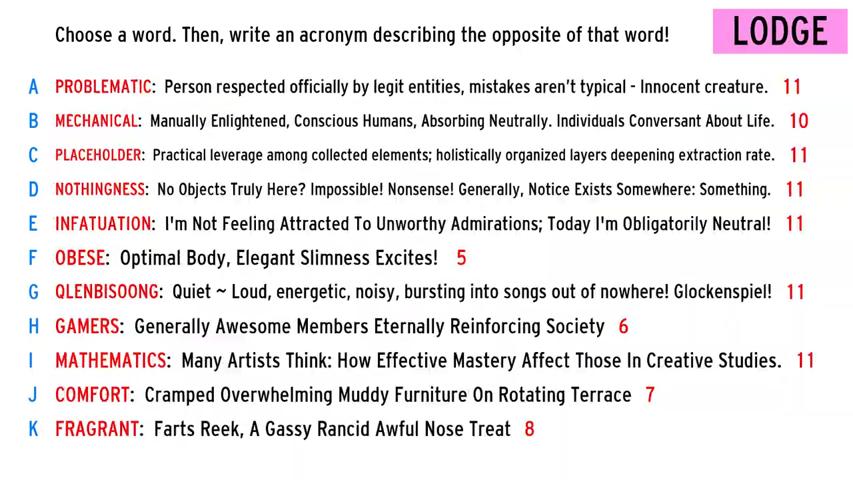 Choose a word. Then, write an acronym describing the opposite of that word!
LODGE
A PROBLEMATIC: Person respected officially by legit entities, mistakes aren't typical - Innocent creature. 11
B MECHANICAL: Manually Enlightened, Conscious Humans, Absorbing Neutrally. Individuals Conversant About Life. 10
C PLACEHOLDER: Practical leverage among collected elements; holistically organized layers deepening extraction rate. 11
D NOTHINGNESS: No Objects Truly Here? Impossible! Nonsense! Generally, Notice Exists Somewhere: Something. 11
E INFATUATION: I'm Not Feeling Attracted To Unworthy Admirations; Today I'm Obligatorily Neutral! 11
F OBESE: Optimal Body, Elegant Slimness Excites! 5
G QLENBISOONG: Quiet ~ Loud, energetic, noisy, bursting into songs out of nowhere! Glockenspiel! 11
H GAMERS: Generally Awesome Members Eternally Reinforcing Society 6
I MATHEMATICS: Many Artists Think: How Effective Mastery Affect Those In Creative Studies. 11
J COMFORT: Cramped Overwhelming Muddy Furniture On Rotating Terrace 7
K FRAGRANT: Farts Reek, A Gassy Rancid Awful Nose Treat 8